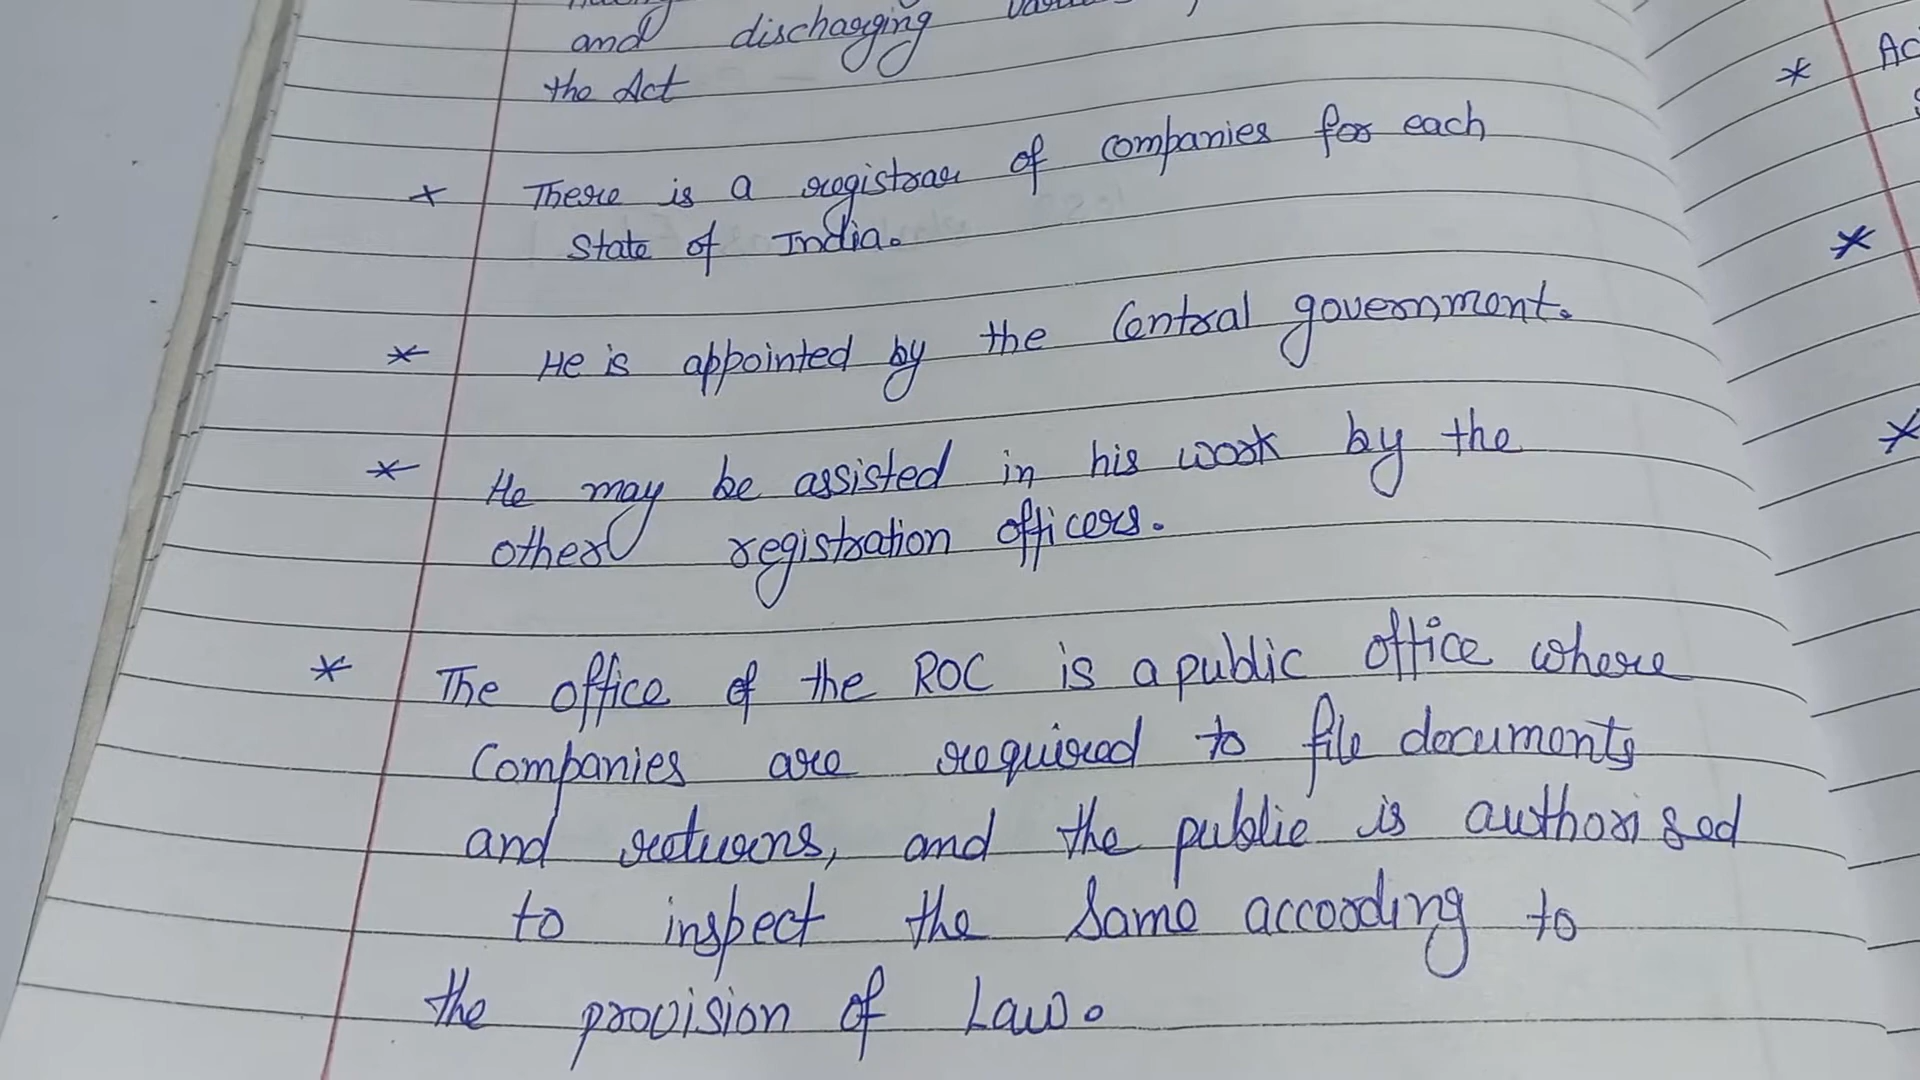 and discharging
the Act
* There is a registrar of companies for each
State of India.
* He is appointed by the Central government.
* He may be assisted in his work by the
other registration officers.
* The office of the ROC is a public office where
Companies are required to file documents
and returns, and the public is authorised
to inspect the same according to
the provision of Law.
*
*
*